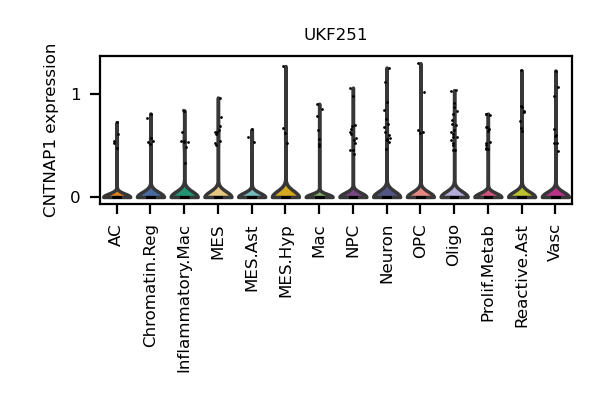 UKF251
CNTNAP1 expression
1
0
AC
Chromatin.Reg
Inflammatory.Mac
MES
MES.Ast
MES.Hyp
Mac
NPC
Neuron
OPC
Oligo
Prolif.Metab
Reactive.Ast
Vasc